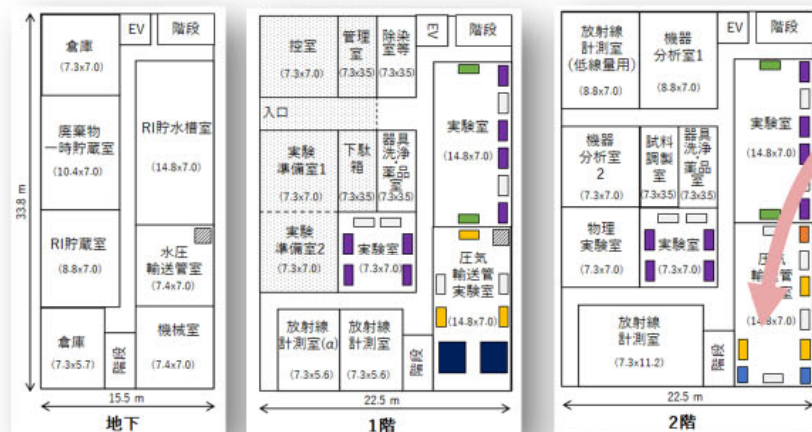 倉庫
(7.3x7.0)
EV
階段
廃棄物
一時貯蔵室
(10.4x7.0)
RI貯水槽室
(14.8x7.0)
RI貯蔵室
(8.8x7.0)
水圧
輸送管室
(7.4x7.0)
倉庫
(7.3x5.7)
階段
機械室
(7.4x7.0)
33.8 m
15.5 m
地下
控室
(7.3x7.0)
管理
室
(7.3x3.5)
除染
室等
(7.3x3.5)
EV
階段
入口
実験室
(14.8x7.0)
実験
準備室1
(7.3x7.0)
下駄
箱
(7.3x3.5)
器具
洗浄・
薬品
室
(7.3x3.5)
実験
準備室2
(7.3x7.0)
実験室
(7.3x7.0)
圧気
輸送管
実験室
(14.8x7.0)
放射線
計測室(α)
(7.3x5.6)
放射線
計測室
(7.3x5.6)
階段
22.5 m
1階
放射線
計測室
(低線量用)
(8.8x7.0)
機器
分析室1
(8.8x7.0)
EV
階段
実験室
(14.8x7.0)
機器
分析室
2
(7.3x7.0)
試料
調製
室
(7.3x3.5)
器具
洗浄・
薬品室
(7.3x3.5)
物理
実験室
(7.3x7.0)
実験室
(7.3x7.0)
圧気
輸送管
(14.8x7.0)
放射線
計測室
(7.3x11.2)
階段
22.5 m
2階